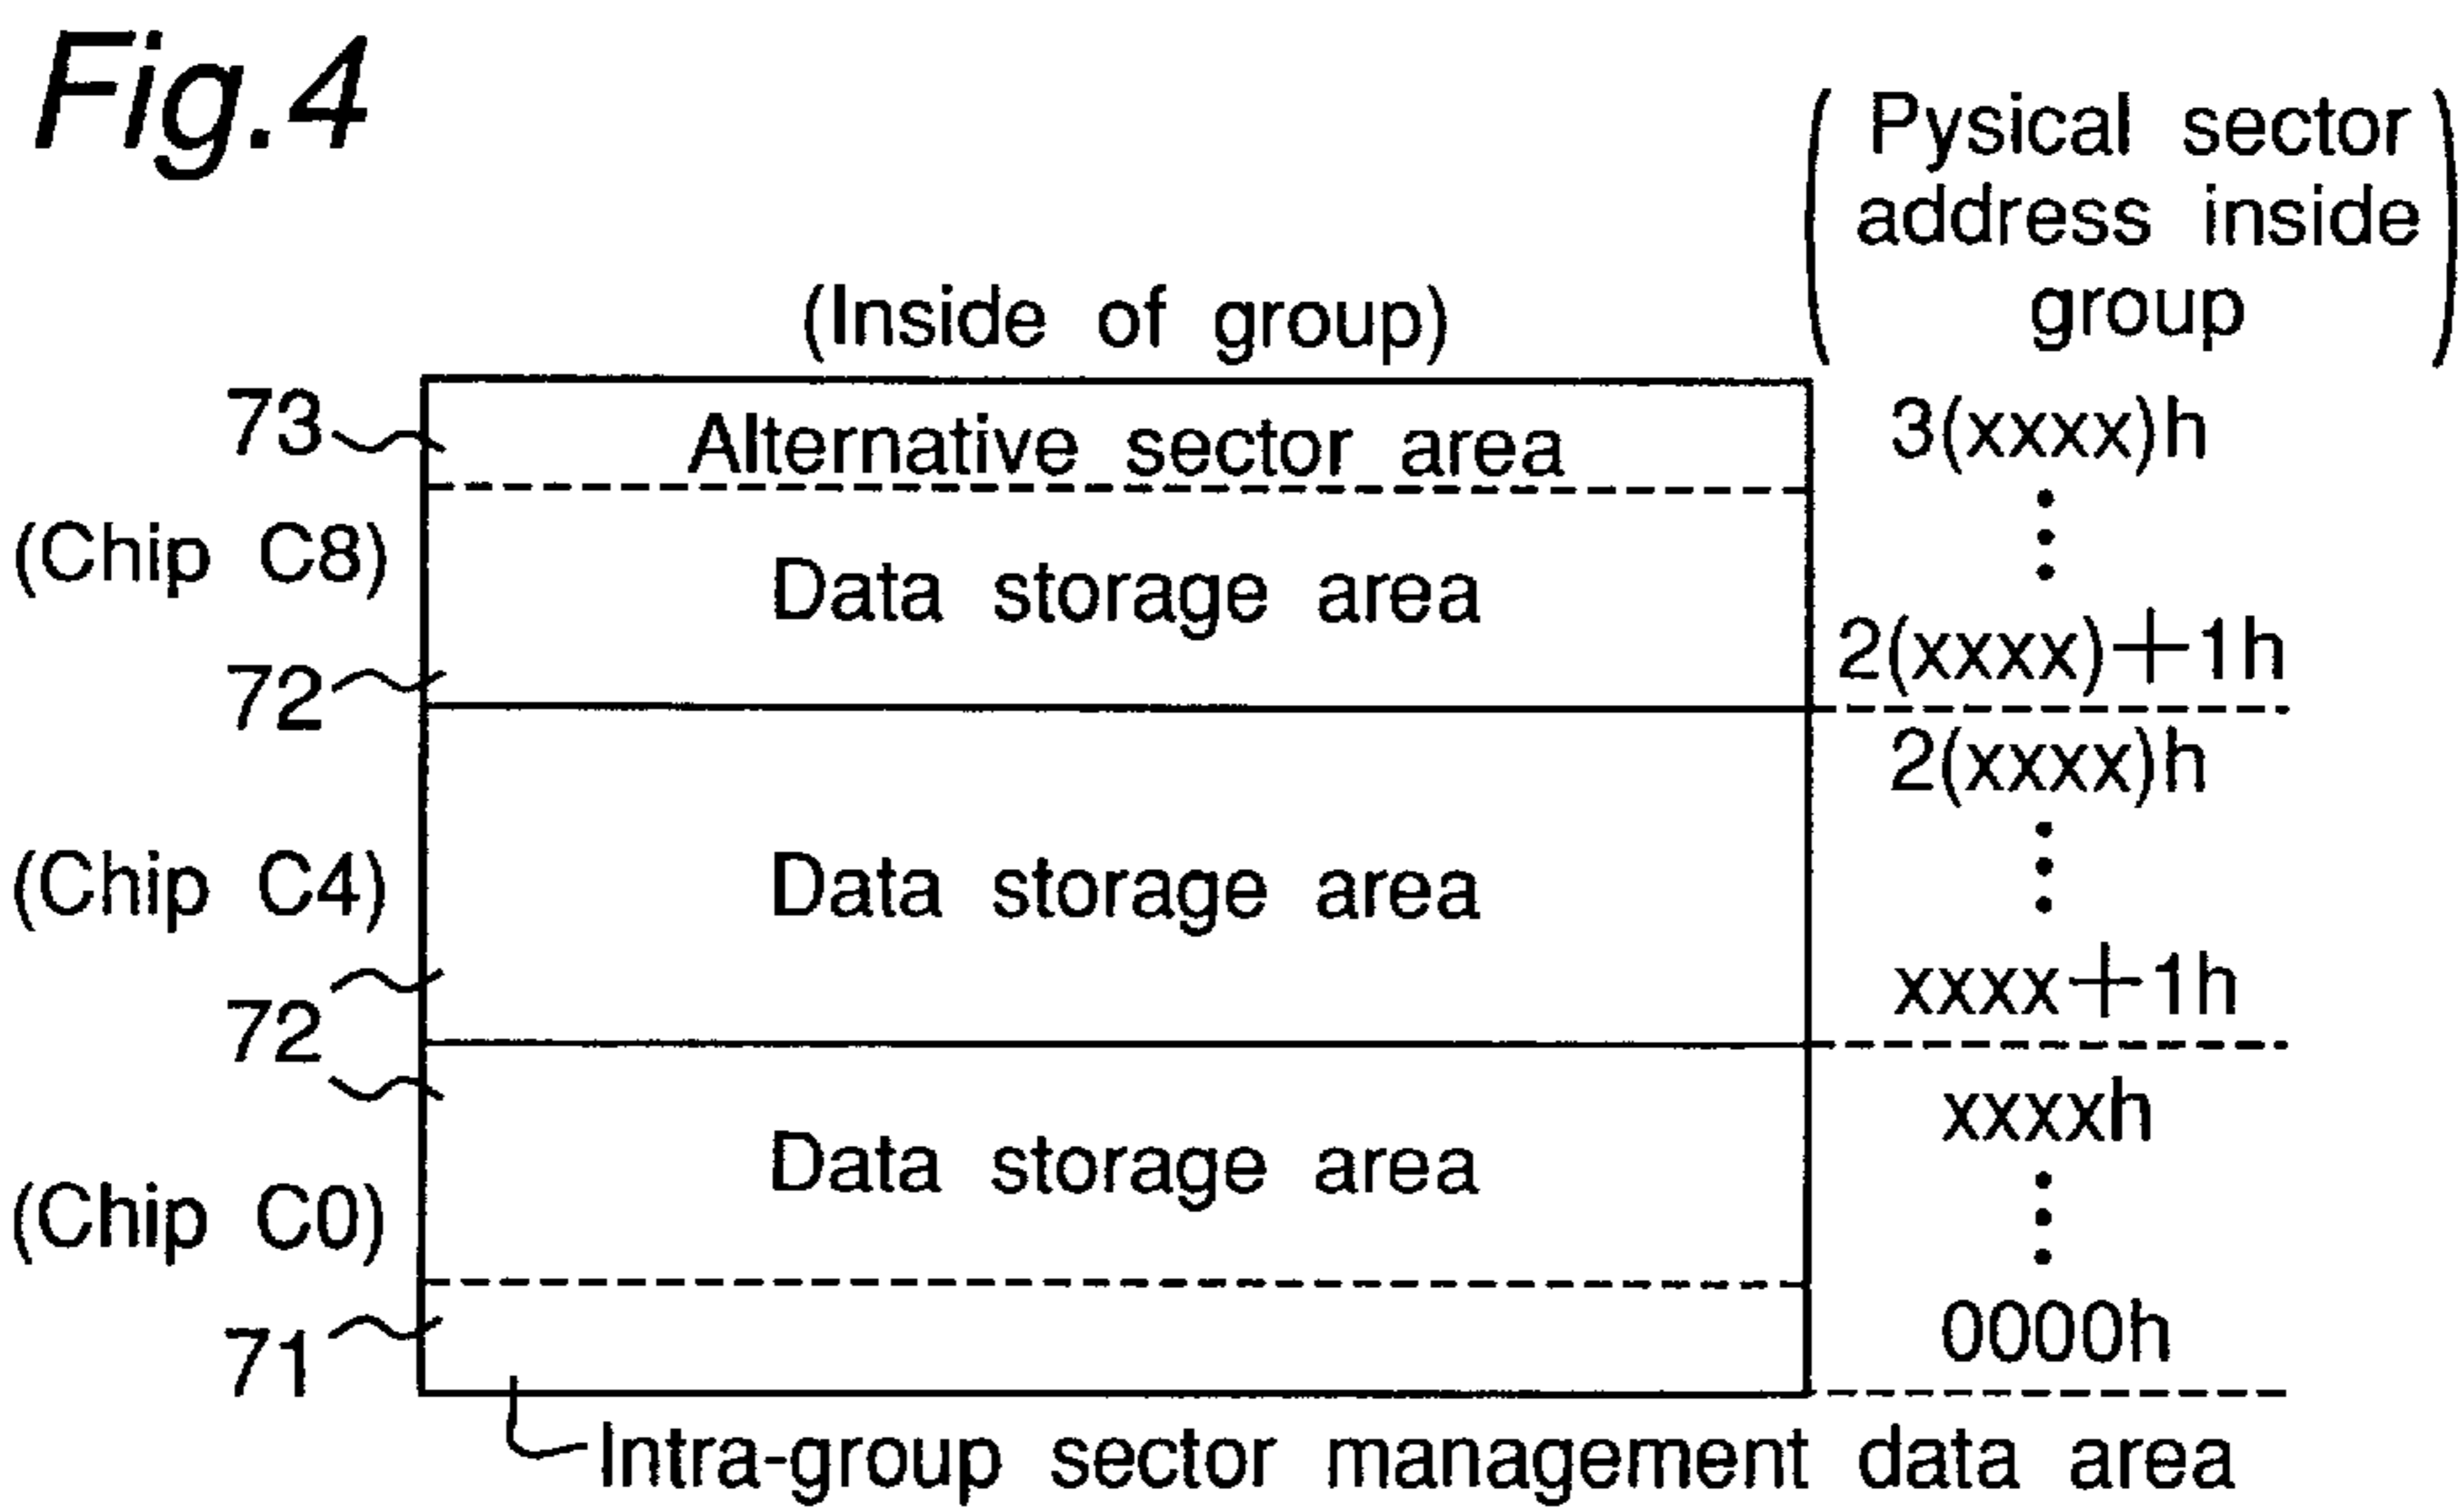 Fig.4
(Pysical sector
address inside
group)
(Inside of group)
73
Alternative sector area
3(xxxx)h
(Chip C8)
Data storage area
2(xxxx)+1h
72
2(xxxx)h
(Chip C4)
Data storage area
xxxx+1h
72
xxxxh
Data storage area
(Chip C0)
0000h
71
Intra-group sector management data area